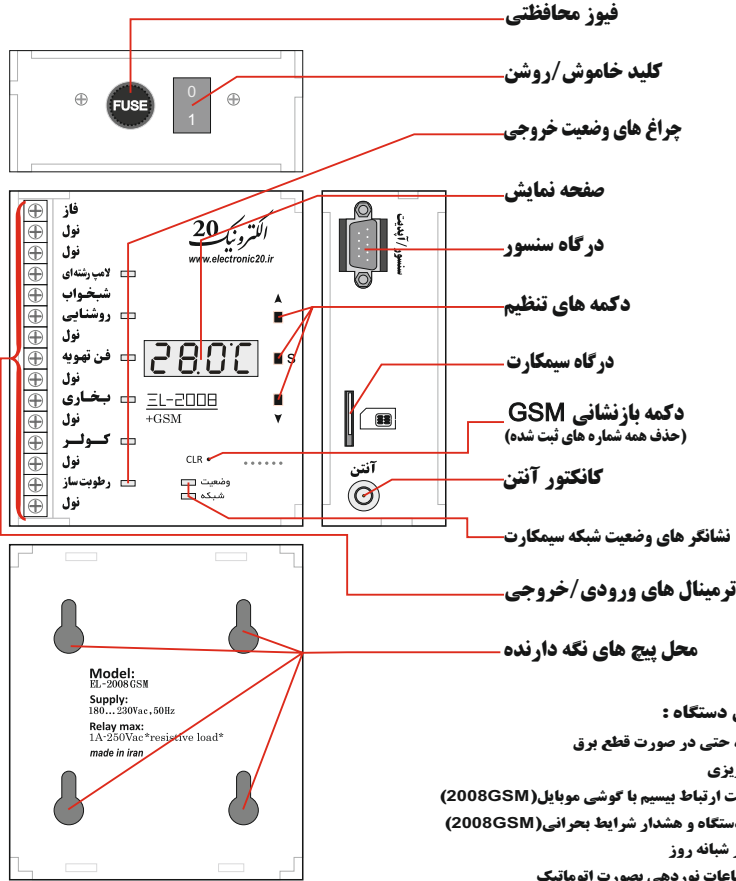 فیوز محافظتی
کلید خاموش/روشن
چراغ های وضعیت خروجی
صفحه نمایش
درگاه سنسور
دکمه های تنظیم
درگاه سیمکارت
دکمه بازنشانی GSM
(حذف همه شماره های ثبت شده)
کانکتور آنتن
نشانگر های وضعیت شبکه سیمکارت
ترمینال های ورودی/خروجی
محل پیچ های نگه دارنده
FUSE
0
1
فاز
نول
نول
لامپ رشته‌ای
شبخواب
روشنایی
نول
فن تهویه
نول
بخاری
نول
کولر
نول
رطوبت ساز
نول
الکترونیک 20
www.electronic20.ir
28.0°C
S
EL-2008
+GSM
CLR
وضعیت
شبکه
سنسور/آپدیت
آنتن
Model:
EL-2008GSM
Supply:
180...230Vac,50Hz
Relay max:
1A-250Vac*resistive load*
made in iran
دستگاه :
حتی در صورت قطع برق
ارتباط بیسیم با گوشی موبایل(2008GSM)
دستگاه و هشدار شرایط بحرانی(2008GSM)
شبانه روز
نوردهی بصورت اتوماتیک